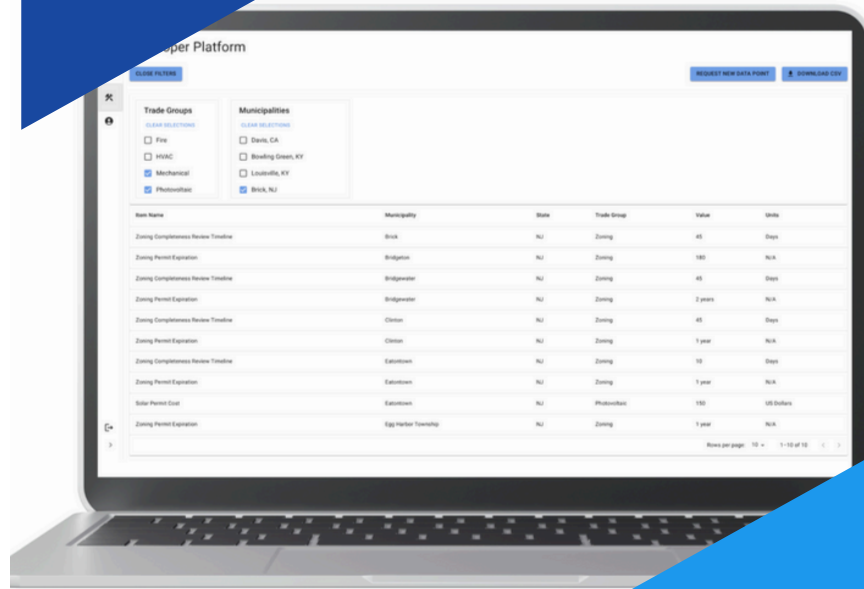 oper Platform
CLOSE FILTERS
REQUEST NEW DATA POINT
DOWNLOAD CSV
Trade Groups
CLEAR SELECTIONS
Fire
HVAC
Mechanical
Photovoltaic
Municipalities
CLEAR SELECTIONS
Davis, CA
Bowling Green, KY
Louisville, KY
Brick, NJ
Item Name Municipality State Trade Group Value Units
Zoning Completeness Review Timeline Brick NJ Zoning 45 Days
Zoning Permit Expiration Bridgeton NJ Zoning 180 N/A
Zoning Completeness Review Timeline Bridgewater NJ Zoning 45 Days
Zoning Permit Expiration Bridgewater NJ Zoning 2 years N/A
Zoning Completeness Review Timeline Clinton NJ Zoning 45 Days
Zoning Permit Expiration Clinton NJ Zoning 1 year N/A
Zoning Completeness Review Timeline Eatontown NJ Zoning 10 Days
Zoning Permit Expiration Eatontown NJ Zoning 1 year N/A
Solar Permit Cost Eatontown NJ Photovoltaic 150 US Dollars
Zoning Permit Expiration Egg Harbor Township NJ Zoning 1 year N/A
Rows per page: 10 1-10 of 10